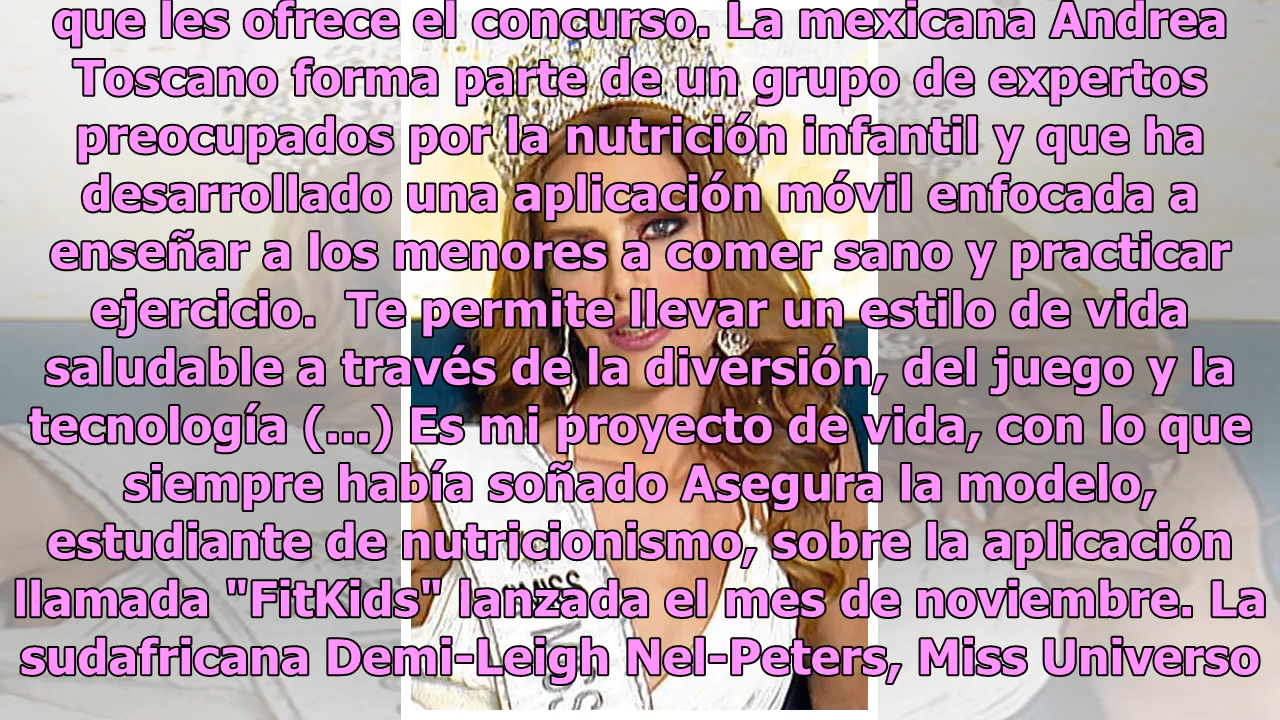 que les ofrece el concurso. La mexicana Andrea
Toscano forma parte de un grupo de expertos
preocupados por la nutrición infantil y que ha
desarrollado una aplicación móvil enfocada a
enseñar a los menores a comer sano y practicar
ejercicio.  Te permite llevar un estilo de vida
saludable a través de la diversión, del juego y la
tecnología (...) Es mi proyecto de vida, con lo que
siempre había soñado Asegura la modelo,
estudiante de nutricionismo, sobre la aplicación
llamada "FitKids" lanzada el mes de noviembre. La
sudafricana Demi-Leigh Nel-Peters, Miss Universo